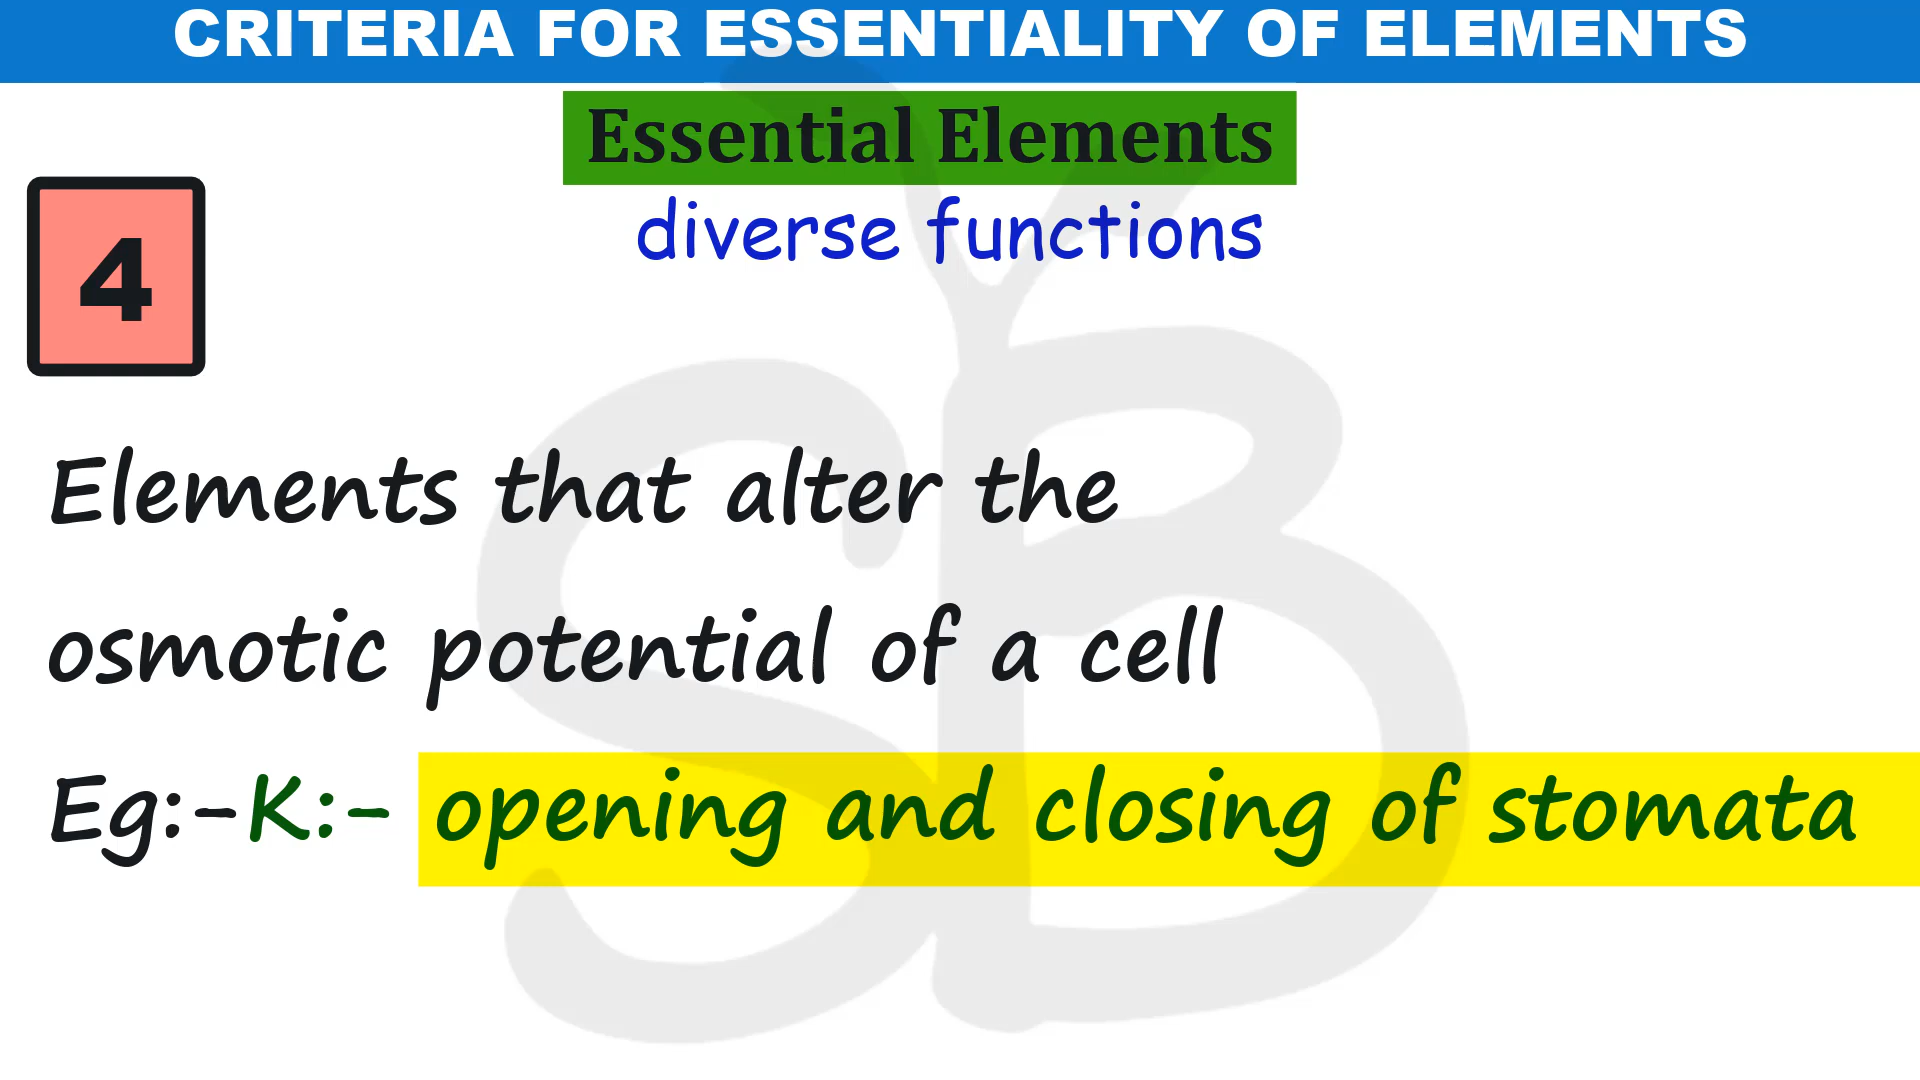 CRITERIA FOR ESSENTIALITY OF ELEMENTS
Essential Elements
diverse functions
4
Elements that alter the
osmotic potential of a cell
Eg:-K:- opening and closing of stomata
SB